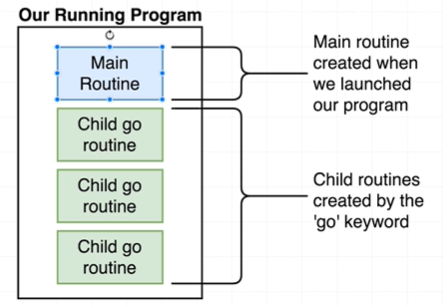 Our Running Program
Main
Routine
Main routine
created when
we launched
our program
Child go
routine
Child go
routine
Child go
routine
Child routines
created by the
'go' keyword